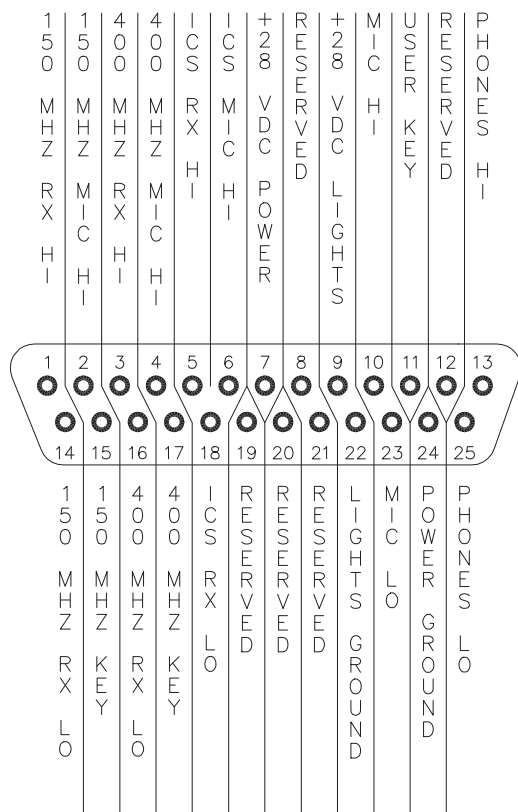 150 MHZ RX HI
150 MHZ MIC HI
400 MHZ RX HI
400 MHZ MIC HI
ICS RX HI
ICS MIC HI
+28 VDC POWER
RESERVED
+28 VDC LIGHTS
MIC HI
USER KEY
RESERVED
PHONES HI
1 2 3 4 5 6 7 8 9 10 11 12 13
14 15 16 17 18 19 20 21 22 23 24 25
150 MHZ RX LO
150 MHZ KEY
400 MHZ RX LO
400 MHZ KEY
ICS RX LO
RESERVED
RESERVED
RESERVED
LIGHTS GROUND
MIC LO
POWER GROUND
PHONES LO